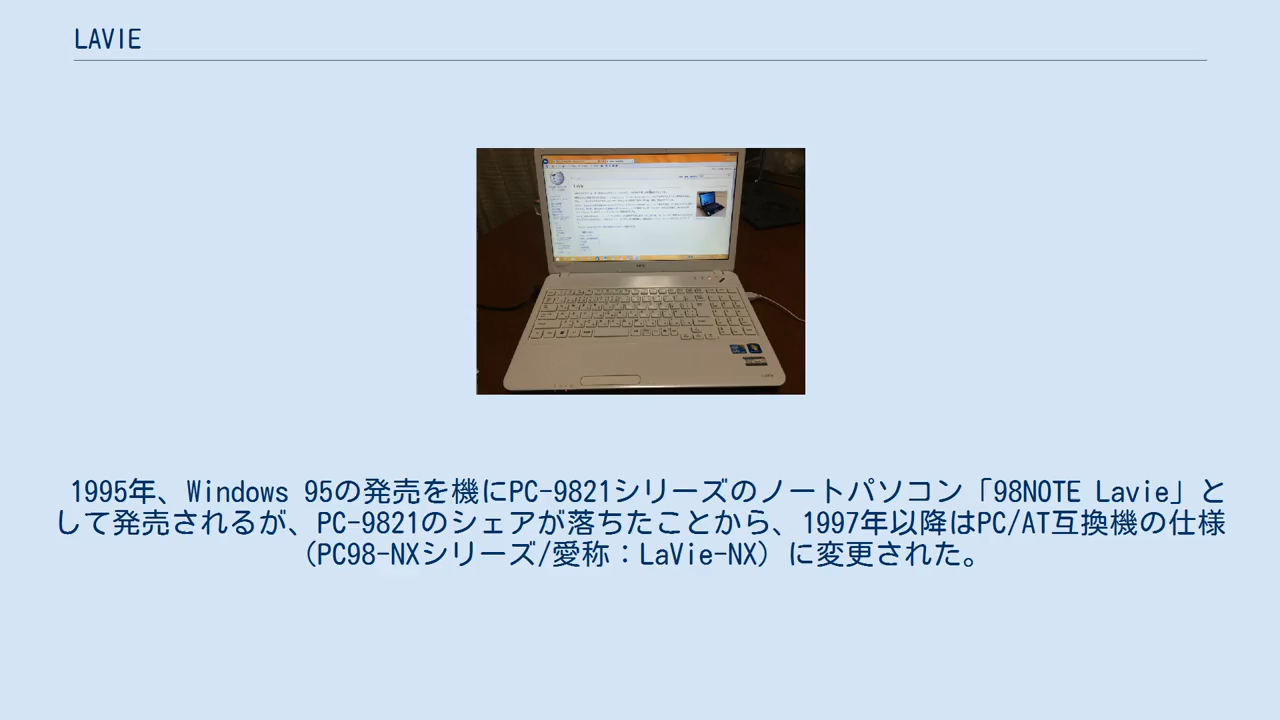 LAVIE
1995年、Windows 95の発売を機にPC-9821シリーズのノートパソコン「98NOTE Lavie」と
して発売されるが、PC-9821のシェアが落ちたことから、1997年以降はPC/AT互換機の仕様
（PC98-NXシリーズ/愛称：LaVie-NX）に変更された。